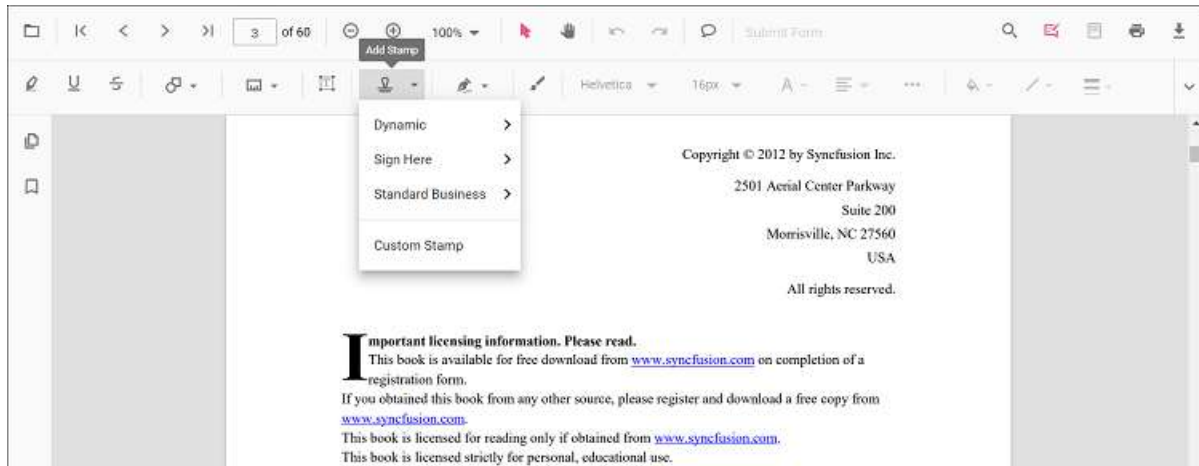 3 of 60 100% Submit Form
Add Stamp
Helvetica 16px
Dynamic
Sign Here
Standard Business
Custom Stamp
Copyright © 2012 by Syncfusion Inc.
2501 Aerial Center Parkway
Suite 200
Morrisville, NC 27560
USA
All rights reserved.
Important licensing information. Please read.
This book is available for free download from www.syncfusion.com on completion of a
registration form.
If you obtained this book from any other source, please register and download a free copy from
www.syncfusion.com.
This book is licensed for reading only if obtained from www.syncfusion.com.
This book is licensed strictly for personal, educational use.